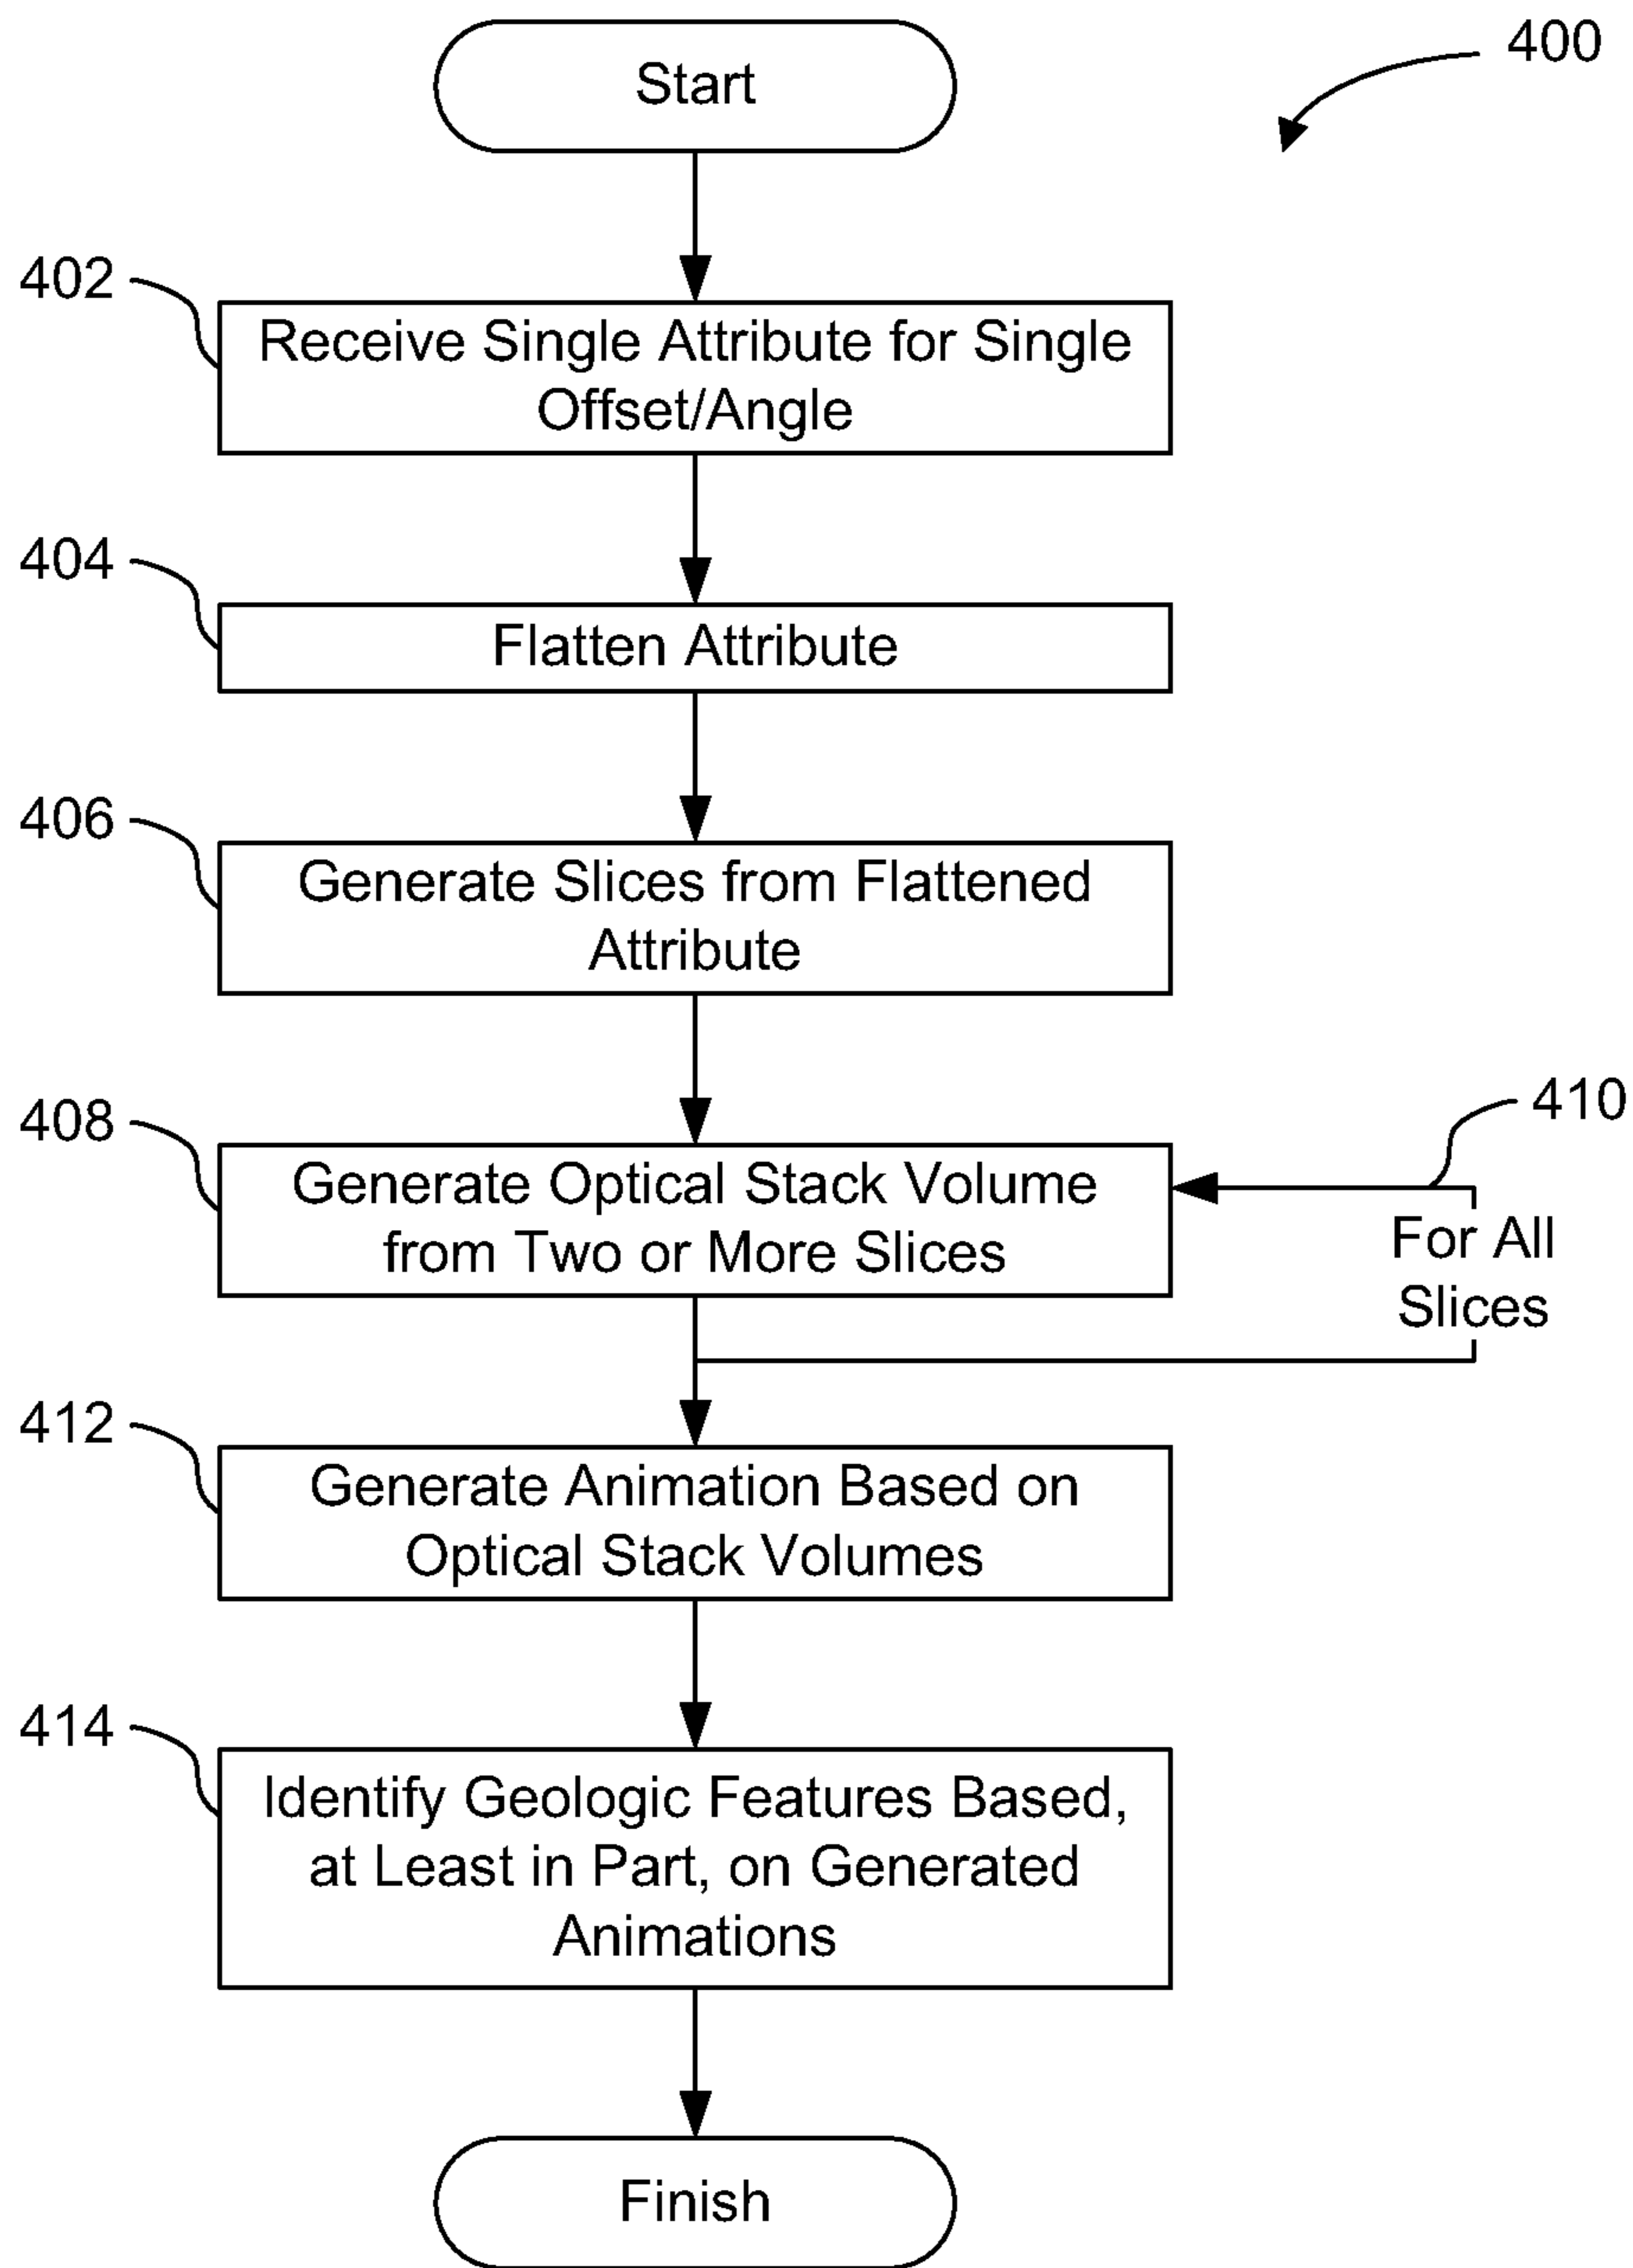 Start
400
402
Receive Single Attribute for Single
Offset/Angle
404
Flatten Attribute
406
Generate Slices from Flattened
Attribute
408
Generate Optical Stack Volume
from Two or More Slices
410
For All
Slices
412
Generate Animation Based on
Optical Stack Volumes
414
Identify Geologic Features Based,
at Least in Part, on Generated
Animations
Finish